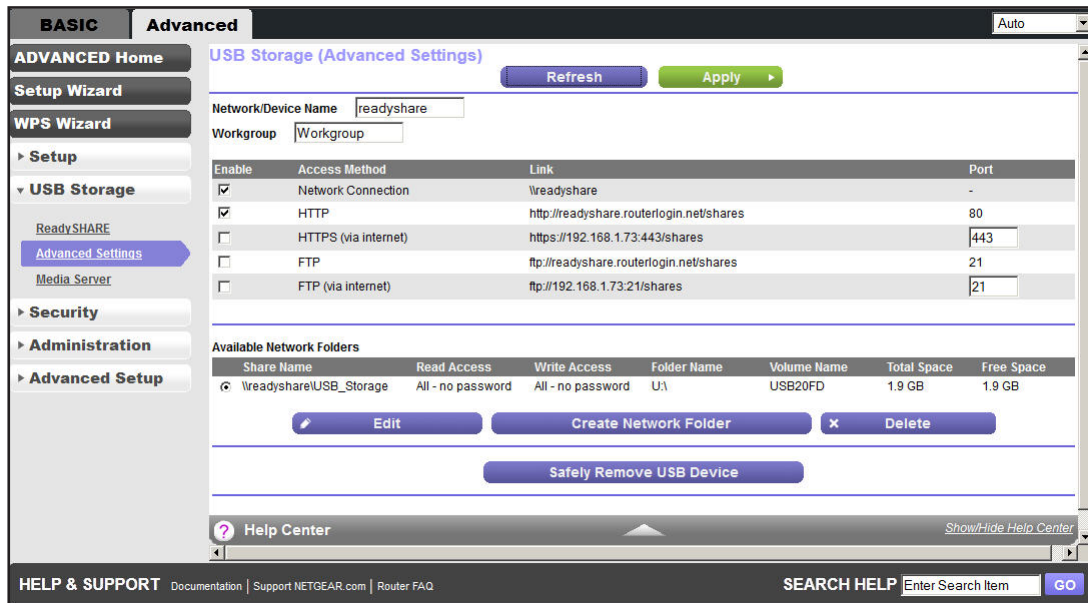 BASIC Advanced Auto
ADVANCED Home
Setup Wizard
WPS Wizard
Setup
USB Storage
ReadySHARE
Advanced Settings
Media Server
Security
Administration
Advanced Setup
USB Storage (Advanced Settings)
Refresh Apply
Network/Device Name readyshare
Workgroup Workgroup
Enable Access Method Link Port
Network Connection \\readyshare -
HTTP http://readyshare.routerlogin.net/shares 80
HTTPS (via internet) https://192.168.1.73:443/shares 443
FTP ftp://readyshare.routerlogin.net/shares 21
FTP (via internet) ftp://192.168.1.73:21/shares 21
Available Network Folders
Share Name Read Access Write Access Folder Name Volume Name Total Space Free Space
\\readyshare\USB_Storage All - no password All - no password U:\ USB20FD 1.9 GB 1.9 GB
Edit Create Network Folder Delete
Safely Remove USB Device
? Help Center Show/Hide Help Center
HELP & SUPPORT Documentation | Support NETGEAR.com | Router FAQ SEARCH HELP Enter Search Item GO